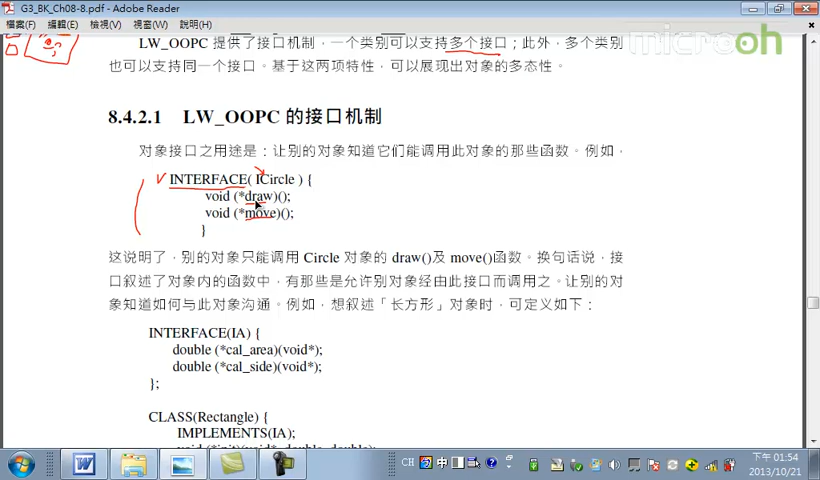 G3_BK_Ch08-8.pdf - Adobe Reader
檔案(F) 編輯(E) 檢視(V) 視窗(W) 說明(H)
microoh
LW_OOPC 提供了接口机制，一个类别可以支持多个接口；此外，多个类别
也可以支持同一个接口。基于这两项特性，可以展现出对象的多态性。
8.4.2.1 LW_OOPC 的接口机制
对象接口之用途是：让别的对象知道它们能调用此对象的那些函数。例如，
INTERFACE( ICircle ) {
void (*draw)();
void (*move)();
}
这说明了，别的对象只能调用 Circle 对象的 draw()及 move()函数。换句话说，接
口叙述了对象内的函数中，有那些是允许别对象经由此接口而调用之。让别的对
象知道如何与此对象沟通。例如，想叙述「长方形」对象时，可定义如下：
INTERFACE(IA) {
double (*cal_area)(void*);
double (*cal_side)(void*);
};
CLASS(Rectangle) {
IMPLEMENTS(IA);
void (*init)(void*, double, double);
CH 中
下午 01:54
2013/10/21